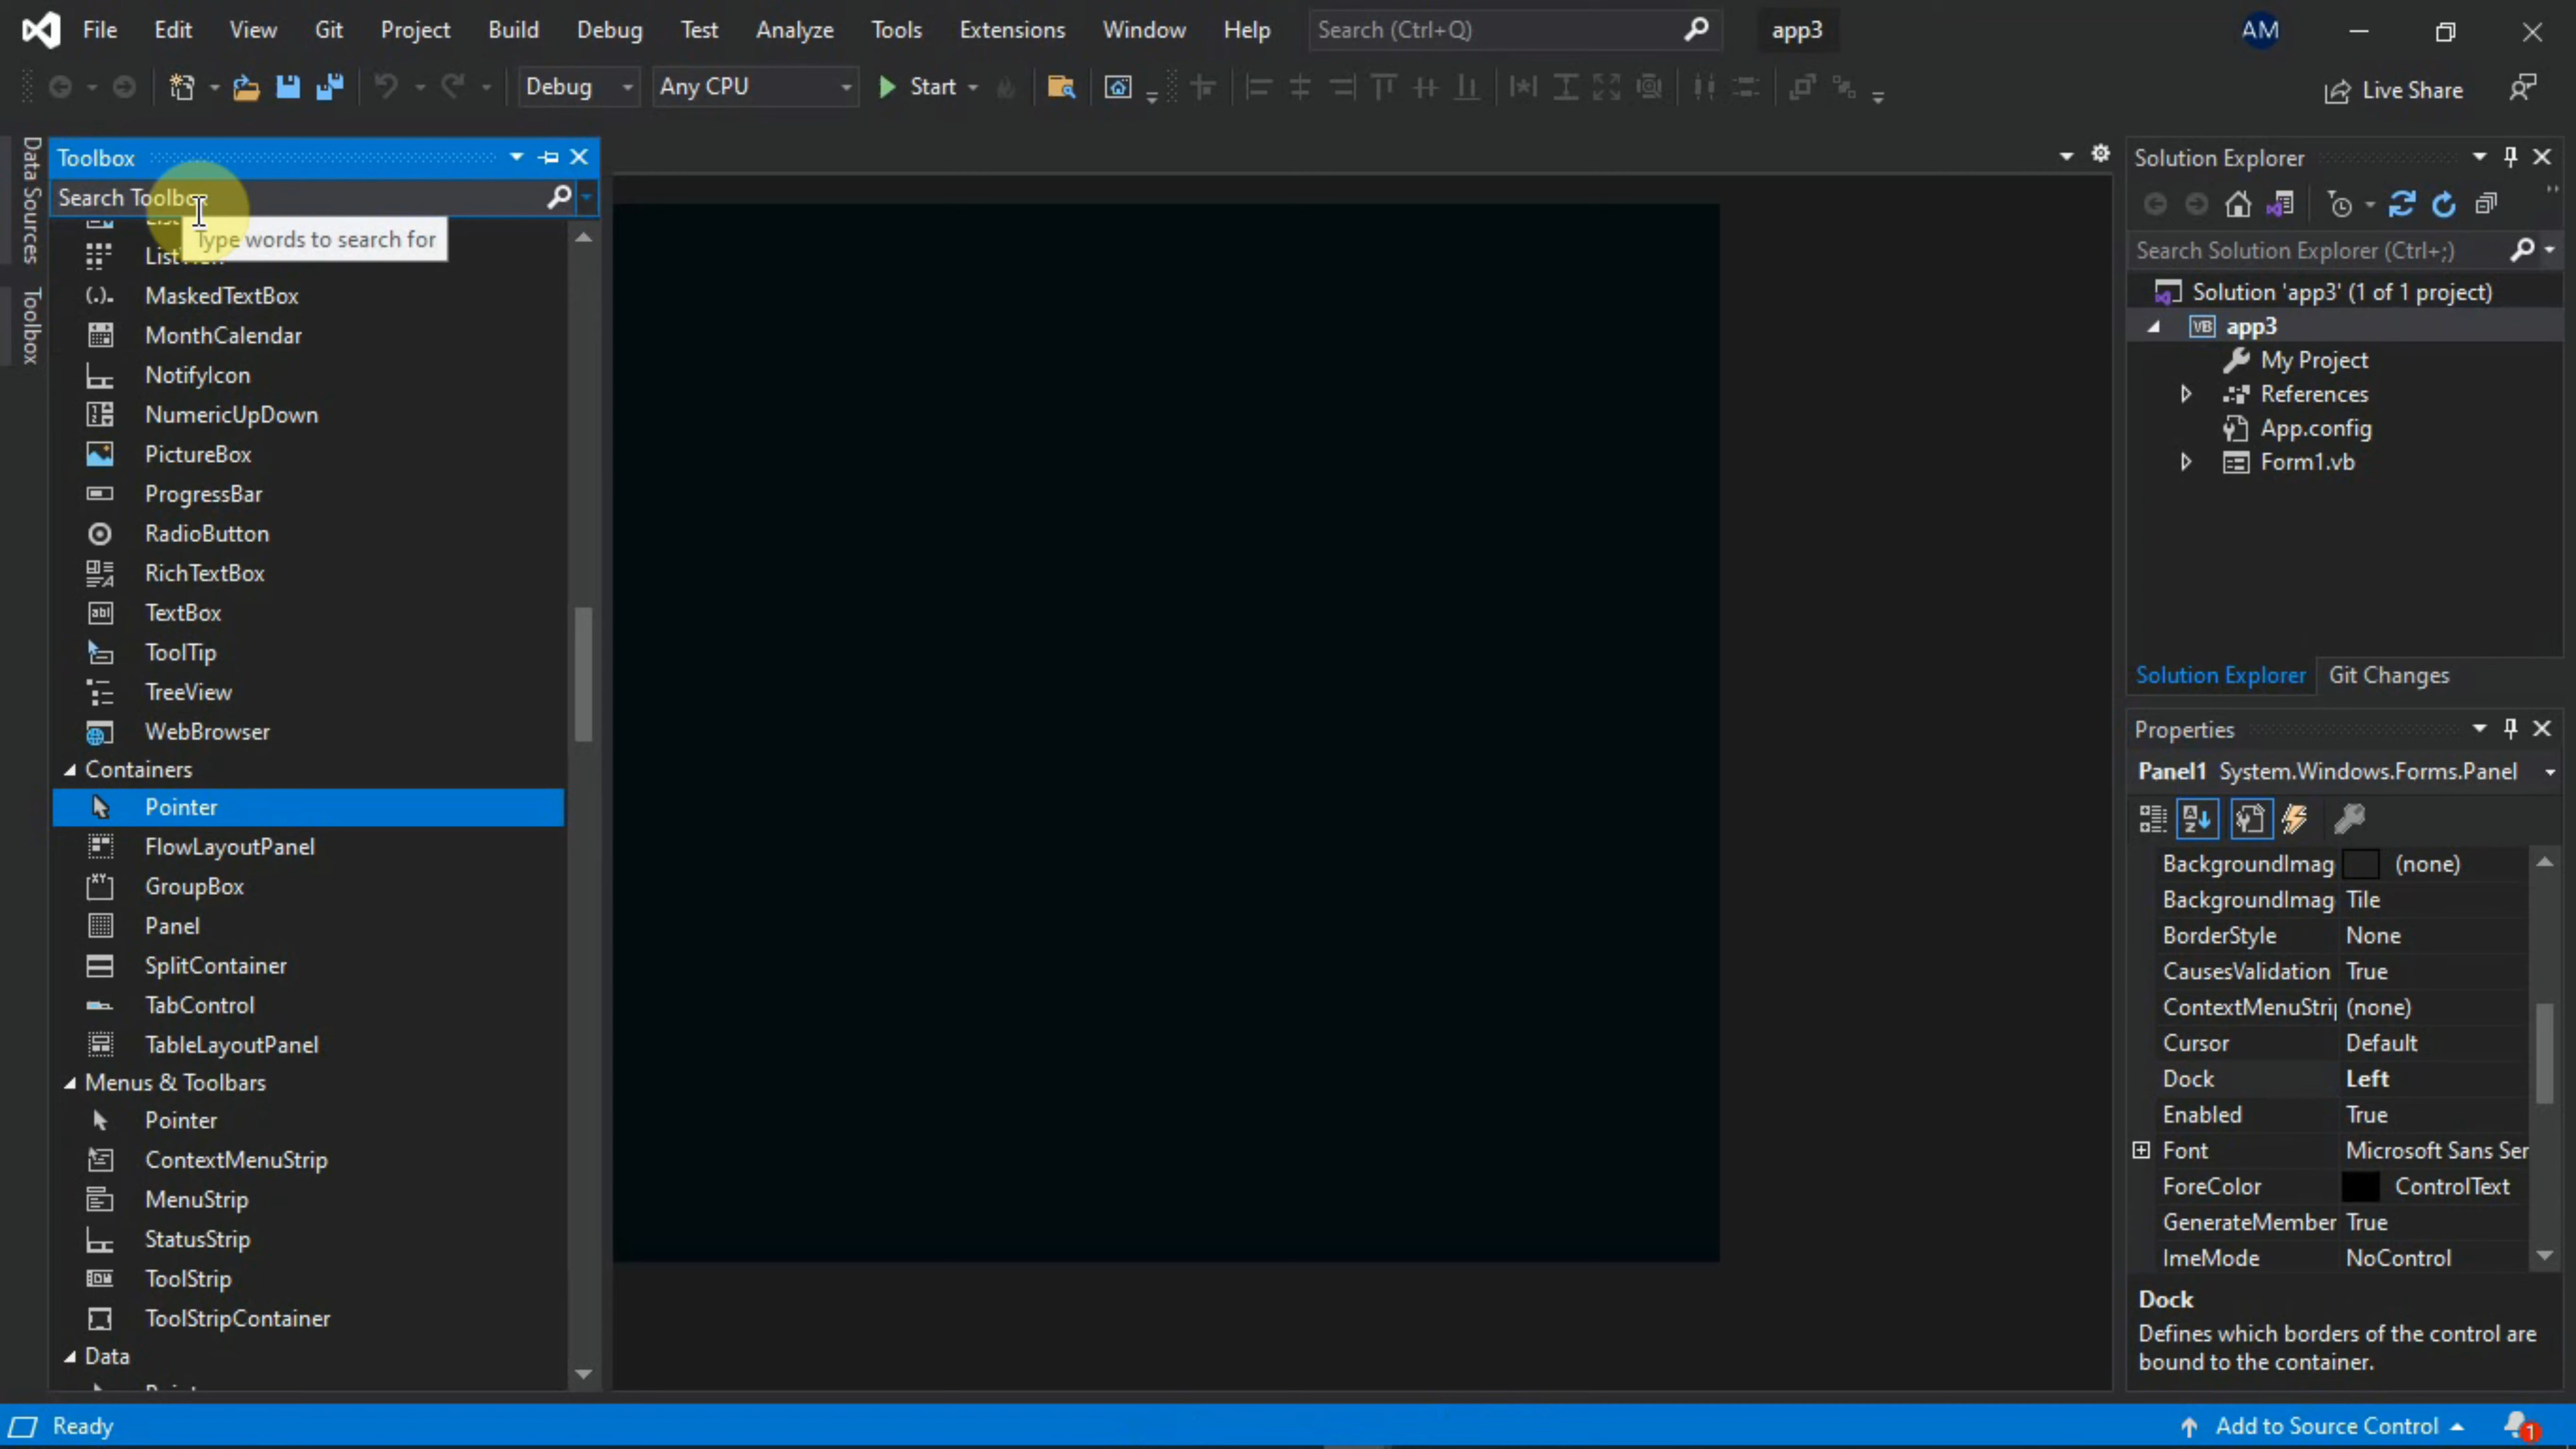 File Edit View Git Project Build Debug Test Analyze Tools Extensions Window Help Search (Ctrl+Q) app3 AM
Debug Any CPU Start Live Share
Data Sources
Toolbox
Toolbox
Search Toolbox
Type words to search for
MaskedTextBox
MonthCalendar
NotifyIcon
NumericUpDown
PictureBox
ProgressBar
RadioButton
RichTextBox
TextBox
ToolTip
TreeView
WebBrowser
Containers
Pointer
FlowLayoutPanel
GroupBox
Panel
SplitContainer
TabControl
TableLayoutPanel
Menus & Toolbars
Pointer
ContextMenuStrip
MenuStrip
StatusStrip
ToolStrip
ToolStripContainer
Data
Solution Explorer
Search Solution Explorer (Ctrl+;)
Solution 'app3' (1 of 1 project)
VB app3
My Project
References
App.config
Form1.vb
Solution Explorer Git Changes
Properties
Panel1 System.Windows.Forms.Panel
BackgroundImag (none)
BackgroundImag Tile
BorderStyle None
CausesValidation True
ContextMenuStri (none)
Cursor Default
Dock Left
Enabled True
Font Microsoft Sans Ser
ForeColor ControlText
GenerateMember True
ImeMode NoControl
Dock
Defines which borders of the control are
bound to the container.
Ready Add to Source Control 1